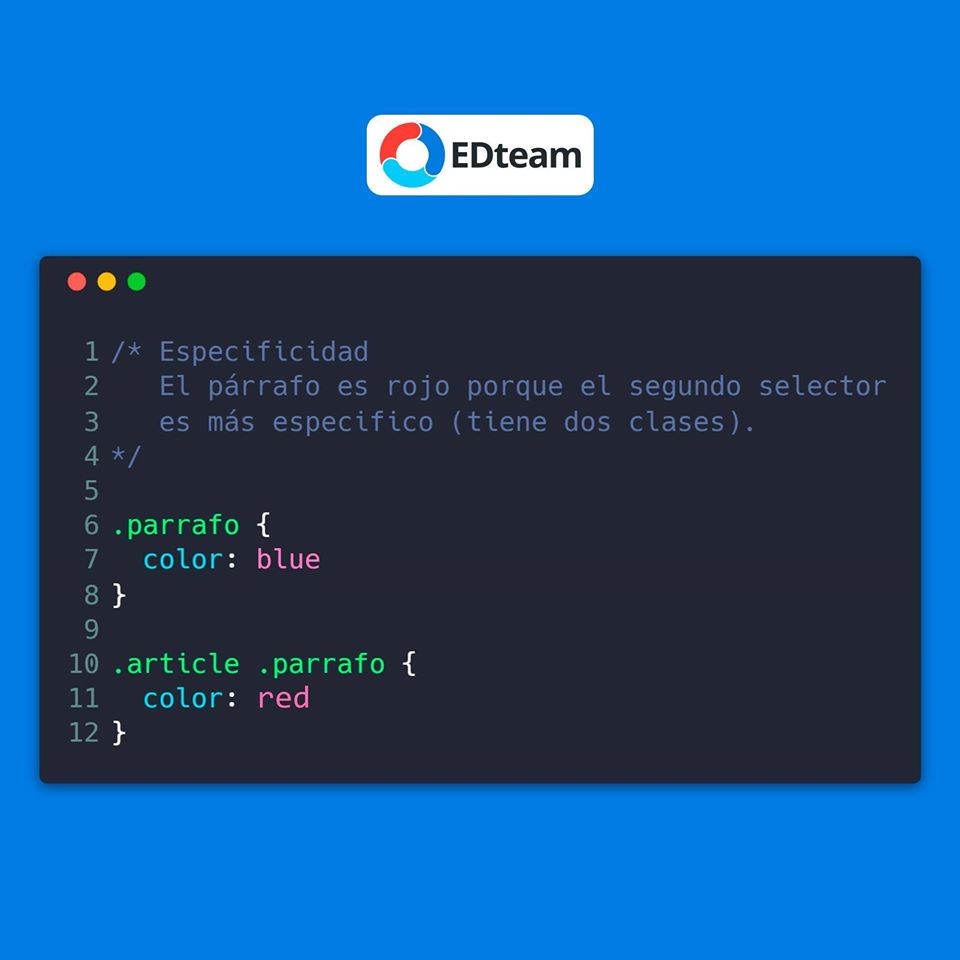 EDteam
1 /* Especificidad
2    El párrafo es rojo porque el segundo selector
3    es más especifico (tiene dos clases).
4 */
5
6 .parrafo {
7   color: blue
8 }
9
10 .article .parrafo {
11   color: red
12 }